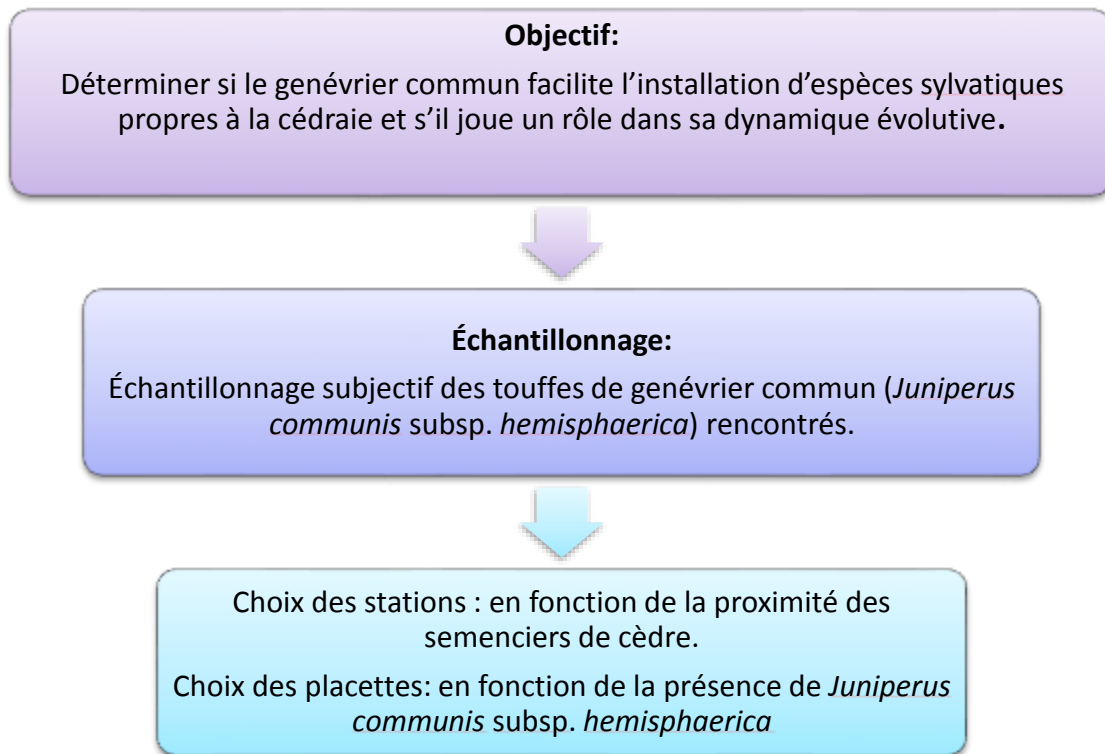 Objectif:
Déterminer si le genévrier commun facilite l'installation d'espèces sylvatiques
propres à la cédraie et s'il joue un rôle dans sa dynamique évolutive.
Échantillonnage:
Échantillonnage subjectif des touffes de genévrier commun (Juniperus
communis subsp. hemisphaerica) rencontrés.
Choix des stations : en fonction de la proximité des
semenciers de cèdre.
Choix des placettes: en fonction de la présence de Juniperus
communis subsp. hemisphaerica